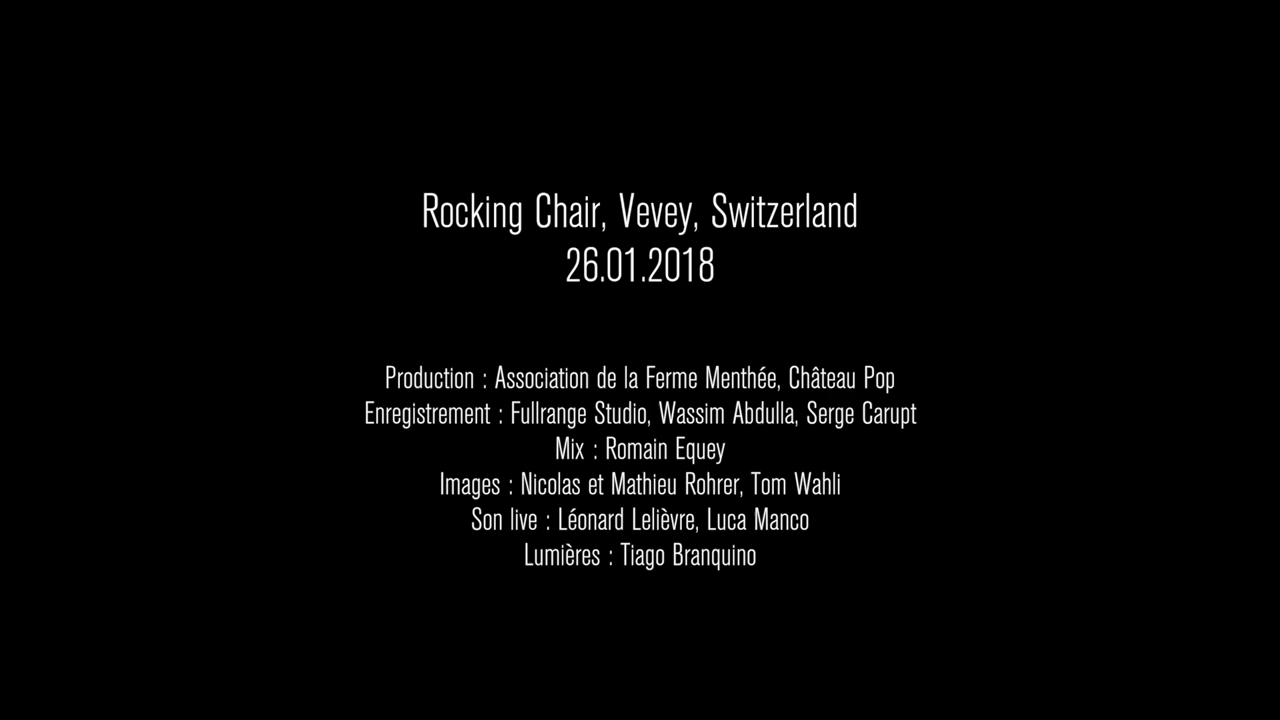 Rocking Chair, Vevey, Switzerland
26.01.2018
Production : Association de la Ferme Menthée, Château Pop
Enregistrement : Fullrange Studio, Wassim Abdulla, Serge Carupt
Mix : Romain Equey
Images : Nicolas et Mathieu Rohrer, Tom Wahli
Son live : Léonard Lelièvre, Luca Manco
Lumières : Tiago Branquino